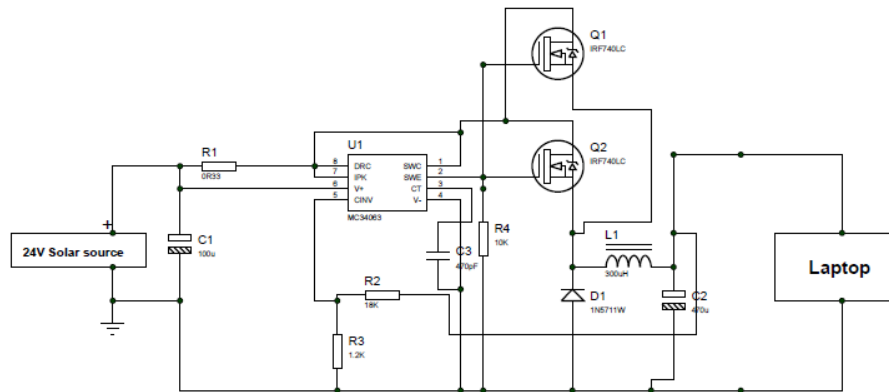 Q1
IRF740LC
U1
R1
0R33
8
7
6
5
DRC
IPK
V+
CINV
SWC
SWE
CT
V-
1
2
3
4
MC34063
Q2
IRF740LC
+
24V Solar source
C1
100u
C3
470pF
R4
10K
L1
300uH
R2
18K
R3
1.2K
D1
1N5711W
C2
470u
Laptop